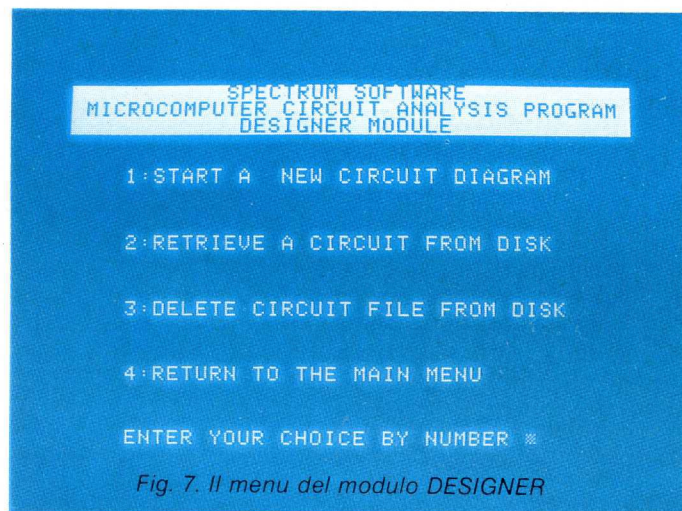 SPECTRUM SOFTWARE
MICROCOMPUTER CIRCUIT ANALYSIS PROGRAM
DESIGNER MODULE
1:START A  NEW CIRCUIT DIAGRAM
2:RETRIEVE A CIRCUIT FROM DISK
3:DELETE CIRCUIT FILE FROM DISK
4:RETURN TO THE MAIN MENU
ENTER YOUR CHOICE BY NUMBER
Fig. 7. Il menu del modulo DESIGNER